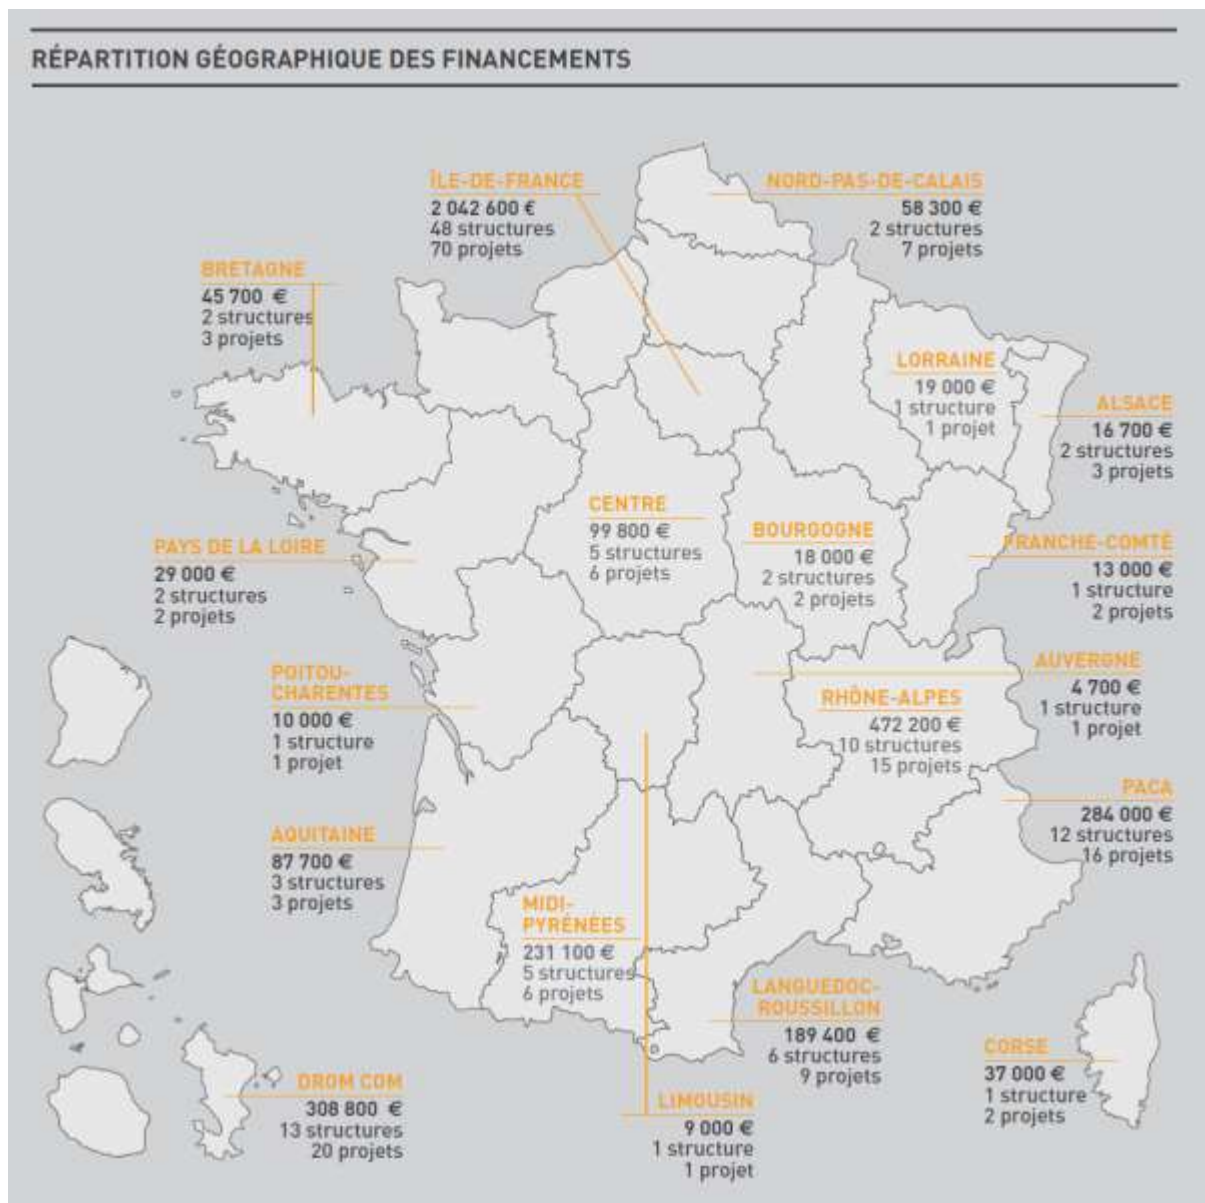 RÉPARTITION GÉOGRAPHIQUE DES FINANCEMENTS
ÎLE-DE-FRANCE
2 042 600 €
48 structures
70 projets
NORD-PAS-DE-CALAIS
58 300 €
2 structures
7 projets
BRETAGNE
45 700 €
2 structures
3 projets
LORRAINE
19 000 €
1 structure
1 projet
ALSACE
16 700 €
2 structures
3 projets
CENTRE
99 800 €
5 structures
6 projets
BOURGOGNE
18 000 €
2 structures
2 projets
FRANCHE-COMTÉ
13 000 €
1 structure
2 projets
PAYS DE LA LOIRE
29 000 €
2 structures
2 projets
POITOU-
CHARENTES
10 000 €
1 structure
1 projet
AUVERGNE
4 700 €
1 structure
1 projet
RHÔNE-ALPES
472 200 €
10 structures
15 projets
PACA
284 000 €
12 structures
16 projets
AQUITAINE
87 700 €
3 structures
3 projets
MIDI-
PYRÉNÉES
231 100 €
5 structures
6 projets
LANGUEDOC-
ROUSSILLON
189 400 €
6 structures
9 projets
CORSE
37 000 €
1 structure
2 projets
DROM COM
308 800 €
13 structures
20 projets
LIMOUSIN
9 000 €
1 structure
1 projet